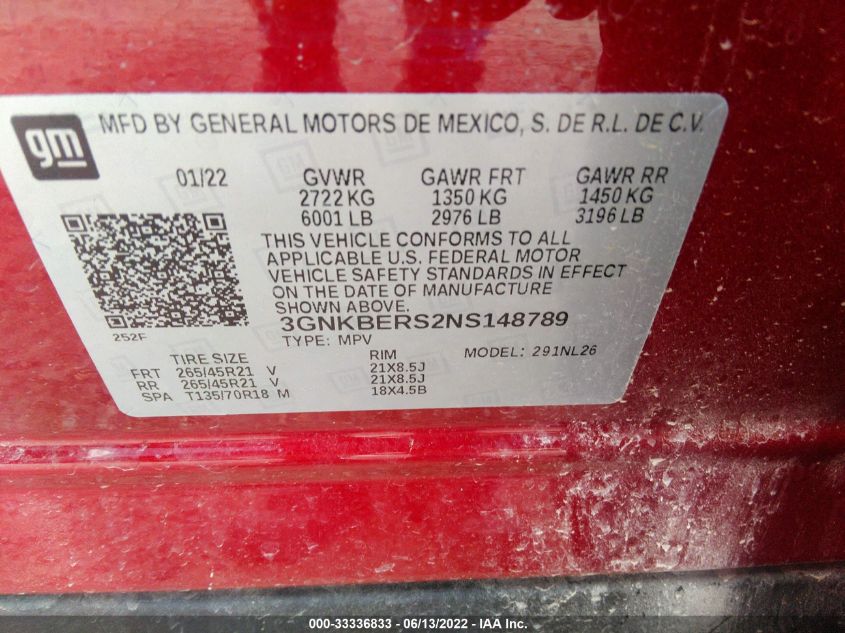 gm
MFD BY GENERAL MOTORS DE MEXICO, S. DE R.L. DE C.V.
01/22 GVWR GAWR FRT GAWR RR
2722 KG 1350 KG 1450 KG
6001 LB 2976 LB 3196 LB
THIS VEHICLE CONFORMS TO ALL
APPLICABLE U.S. FEDERAL MOTOR
VEHICLE SAFETY STANDARDS IN EFFECT
ON THE DATE OF MANUFACTURE
SHOWN ABOVE.
3GNKBERS2NS148789
252F
TYPE: MPV MODEL: 291NL26
TIRE SIZE RIM
FRT 265/45R21 V 21X8.5J
RR 265/45R21 V 21X8.5J
SPA T135/70R18 M 18X4.5B
000-33336833 - 06/13/2022 - IAA Inc.